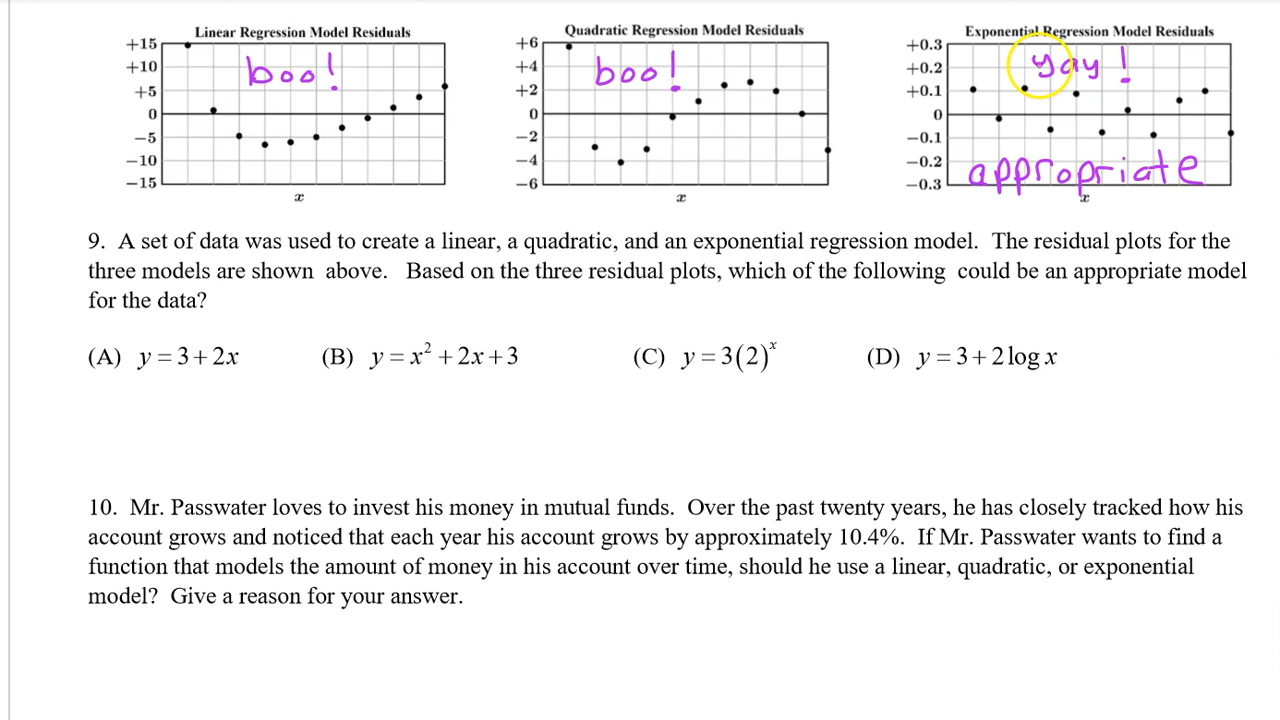 Linear Regression Model Residuals
Quadratic Regression Model Residuals
Exponential Regression Model Residuals
+15
+10
+5
0
−5
−10
−15
x
boo!
+6
+4
+2
0
−2
−4
−6
x
boo!
+0.3
+0.2
+0.1
0
−0.1
−0.2
−0.3
x
yay!
appropriate
9. A set of data was used to create a linear, a quadratic, and an exponential regression model. The residual plots for the
three models are shown above. Based on the three residual plots, which of the following could be an appropriate model
for the data?
(A) y = 3 + 2x (B) y = x² + 2x + 3 (C) y = 3(2)ˣ (D) y = 3 + 2 log x
10. Mr. Passwater loves to invest his money in mutual funds. Over the past twenty years, he has closely tracked how his
account grows and noticed that each year his account grows by approximately 10.4%. If Mr. Passwater wants to find a
function that models the amount of money in his account over time, should he use a linear, quadratic, or exponential
model? Give a reason for your answer.